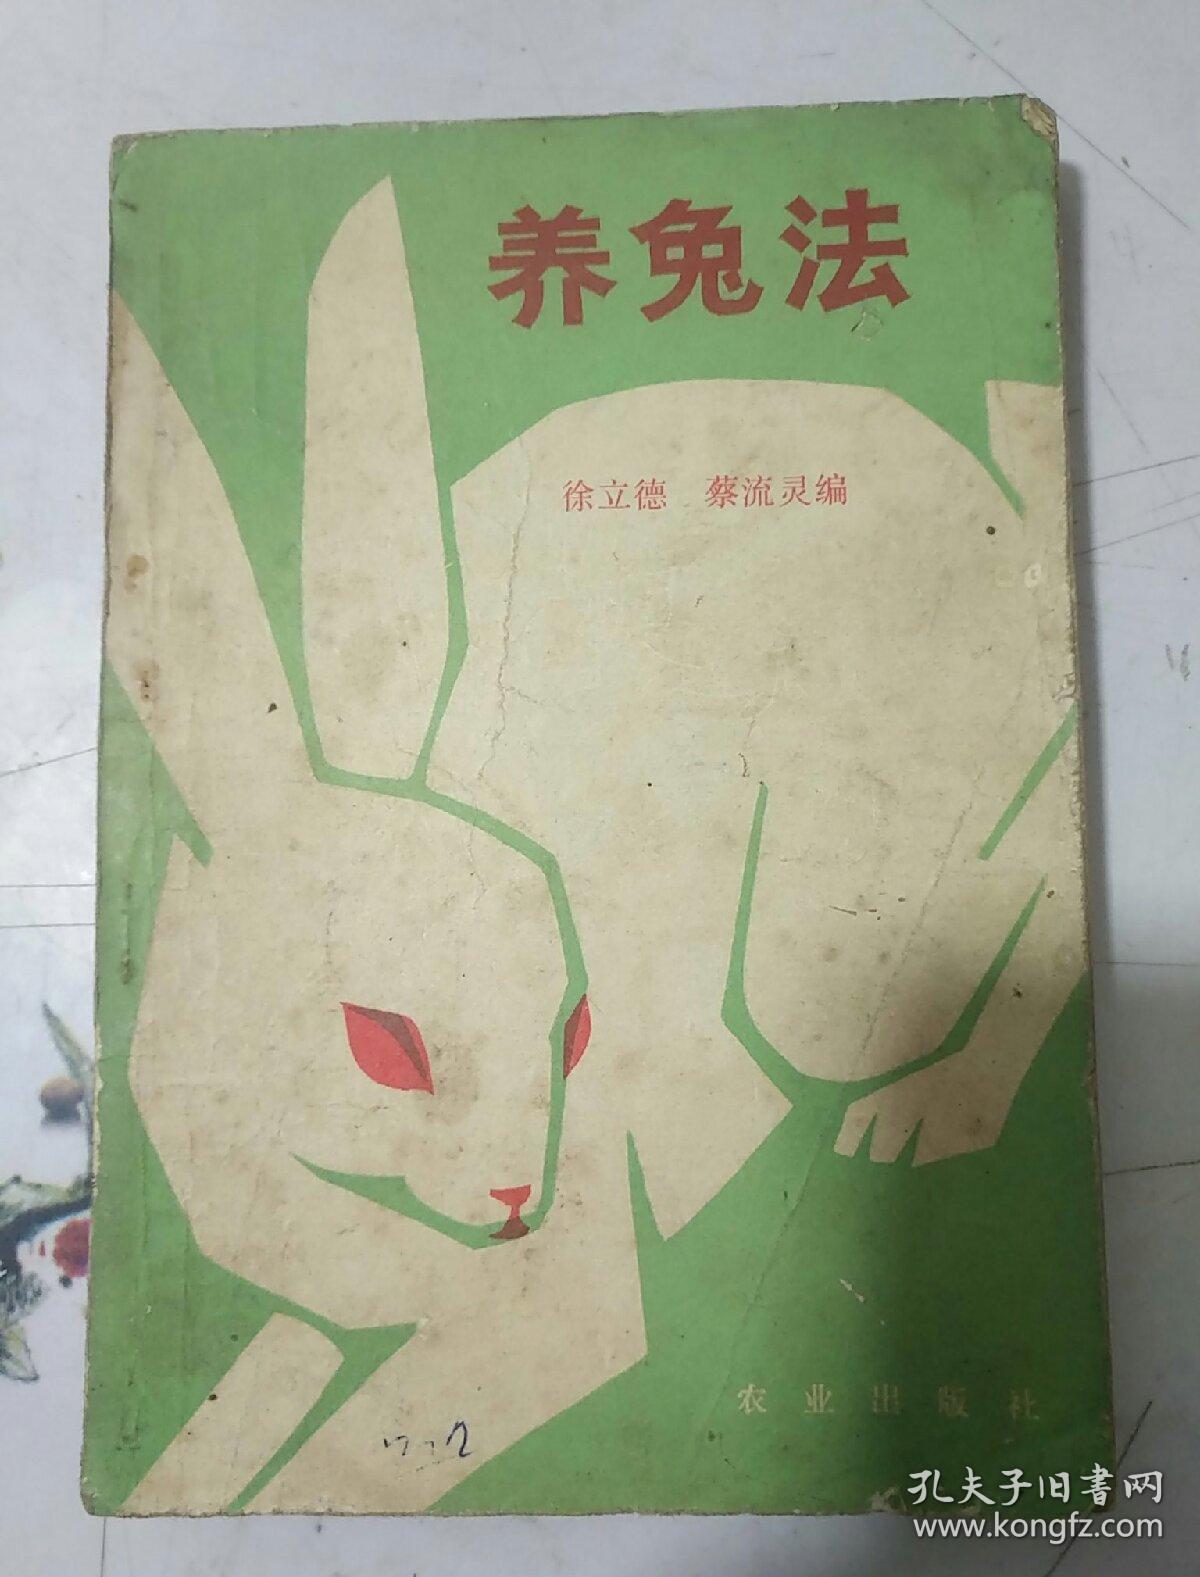 养兔法
徐立德 蔡流灵编
农业出版社
孔夫子旧书网
www.kongfz.com